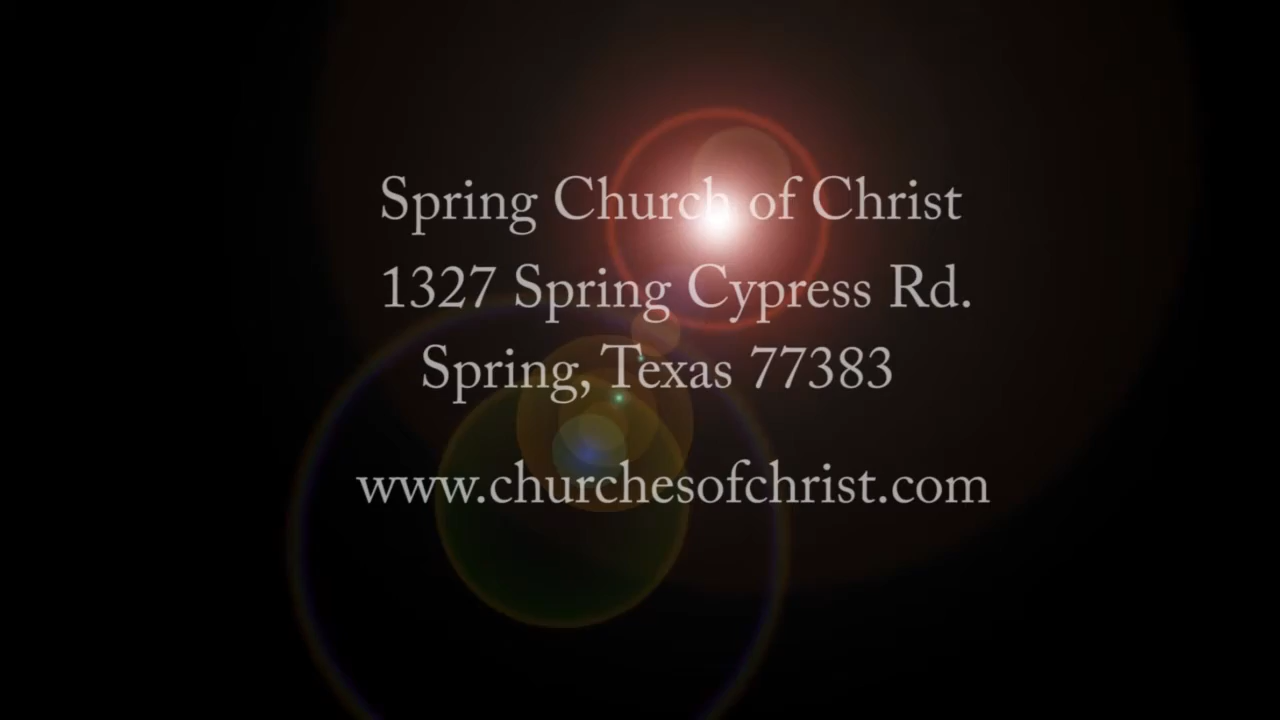 Spring Church of Christ
1327 Spring Cypress Rd.
Spring, Texas 77383
www.churchesofchrist.com